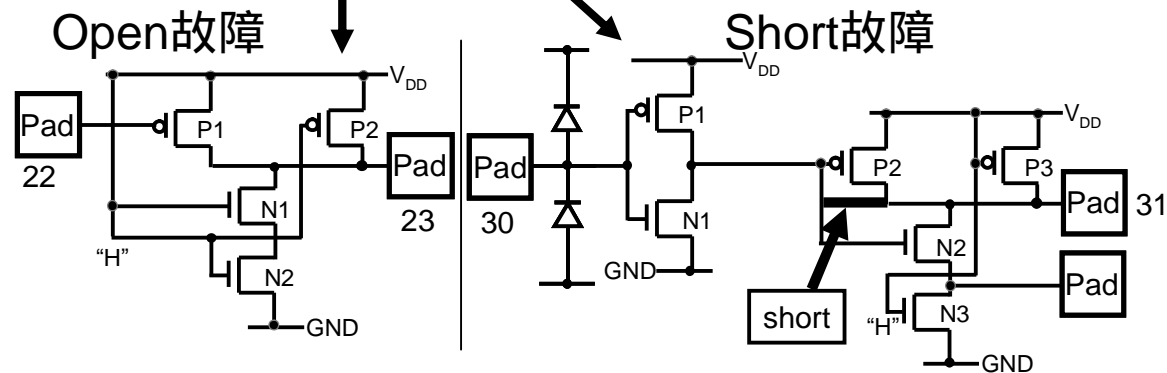 Open故障
Short故障
VDD
Pad
22
P1
P2
Pad
23
N1
"H"
N2
GND
VDD
P1
Pad
30
N1
GND
VDD
P2
P3
Pad
31
N2
Pad
short
"H"
N3
GND